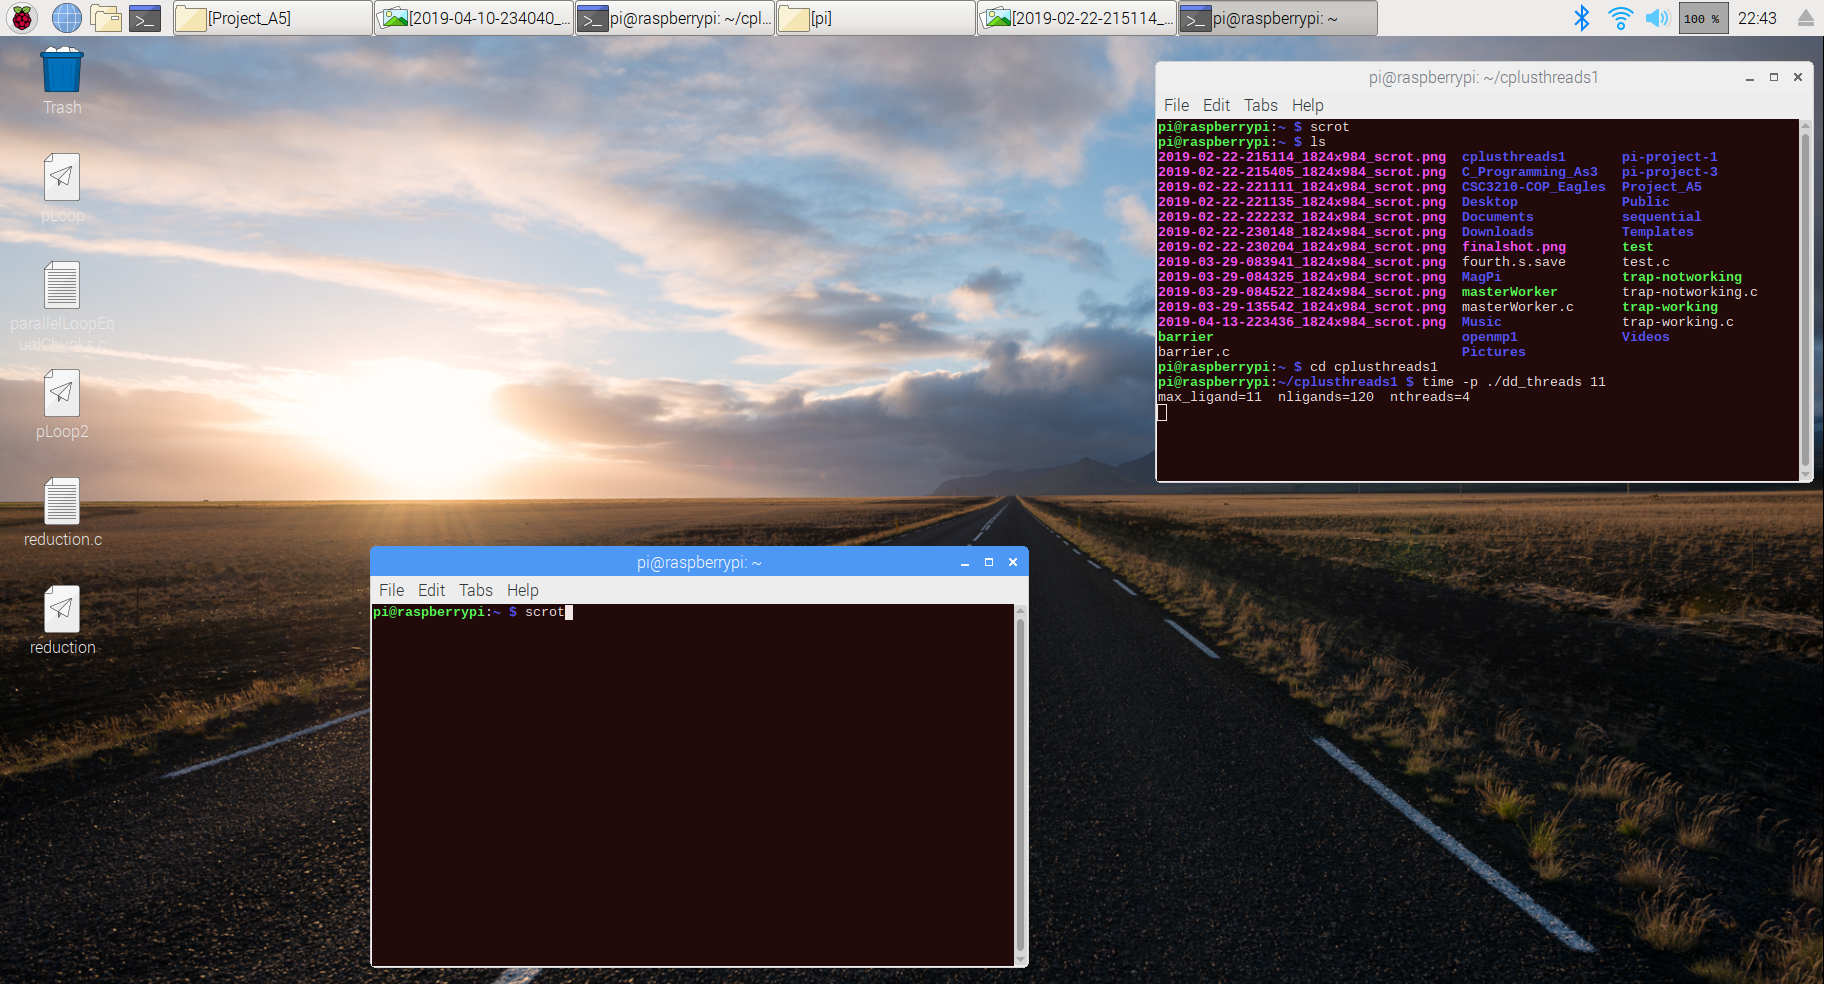 [Project_A5]
[2019-04-10-234040_...
pi@raspberrypi: ~/cpl...
[pi]
[2019-02-22-215114_...
pi@raspberrypi: ~
100 %
22:43
Trash
pLoop
parallelLoopEq
ualChunks.c
pLoop2
reduction.c
reduction
pi@raspberrypi: ~/cplusthreads1
File Edit Tabs Help
pi@raspberrypi:~ $ scrot
pi@raspberrypi:~ $ ls
2019-02-22-215114_1824x984_scrot.png cplusthreads1 pi-project-1
2019-02-22-215405_1824x984_scrot.png C_Programming_As3 pi-project-3
2019-02-22-221111_1824x984_scrot.png CSC3210-COP_Eagles Project_A5
2019-02-22-221135_1824x984_scrot.png Desktop Public
2019-02-22-222232_1824x984_scrot.png Documents sequential
2019-02-22-230148_1824x984_scrot.png Downloads Templates
2019-02-22-230204_1824x984_scrot.png finalshot.png test
2019-03-29-083941_1824x984_scrot.png fourth.s.save test.c
2019-03-29-084325_1824x984_scrot.png MagPi trap-notworking
2019-03-29-084522_1824x984_scrot.png masterWorker trap-notworking.c
2019-03-29-135542_1824x984_scrot.png masterWorker.c trap-working
2019-04-13-223436_1824x984_scrot.png Music trap-working.c
barrier openmp1 Videos
barrier.c Pictures
pi@raspberrypi:~ $ cd cplusthreads1
pi@raspberrypi:~/cplusthreads1 $ time -p ./dd_threads 11
max_ligand=11 nligands=120 nthreads=4
pi@raspberrypi: ~
File Edit Tabs Help
pi@raspberrypi:~ $ scrot